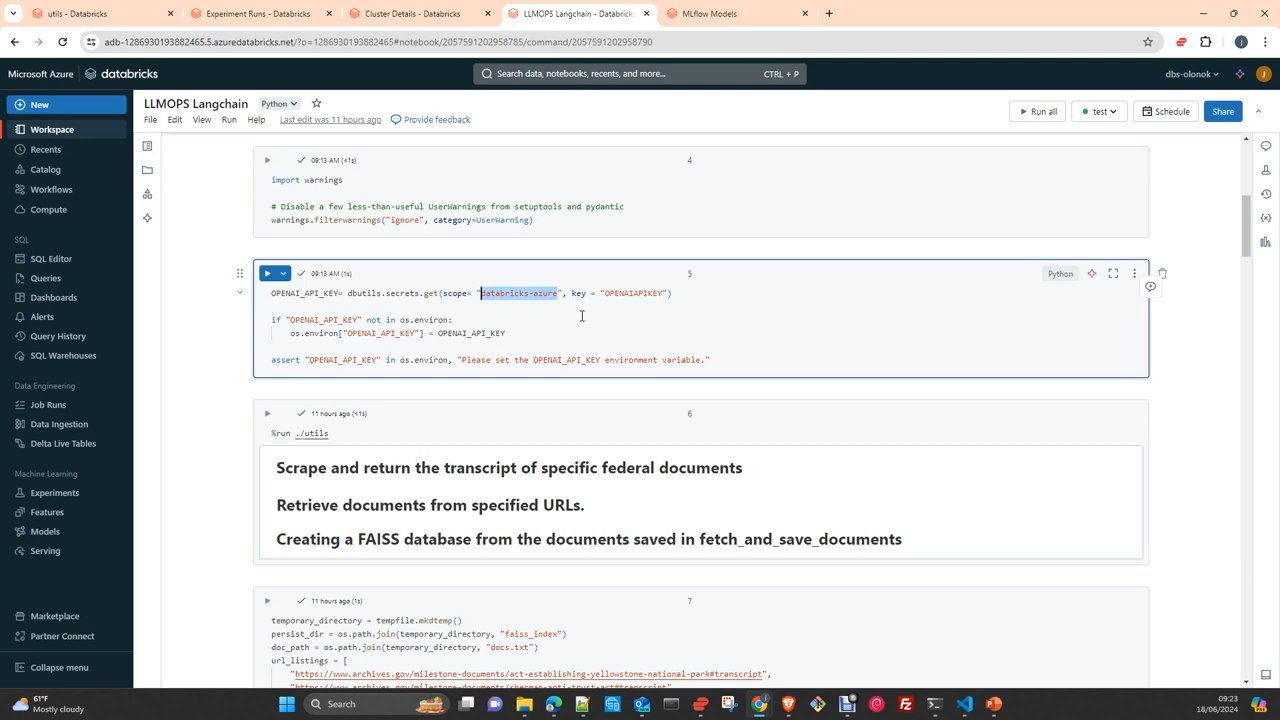 utils - Databricks
Experiment Runs - Databricks
Cluster Details - Databricks
LLMOPS Langchain - Databricks
MLflow Models
adb-1286930193882465.5.azuredatabricks.net/?o=1286930193882465#notebook/2057591202958785/command/2057591202958790
Microsoft Azure
databricks
Search data, notebooks, recents, and more...
CTRL + P
dbs-olonok
J
New
Workspace
Recents
Catalog
Workflows
Compute
SQL
SQL Editor
Queries
Dashboards
Alerts
Query History
SQL Warehouses
Data Engineering
Job Runs
Data Ingestion
Delta Live Tables
Machine Learning
Experiments
Features
Models
Serving
Marketplace
Partner Connect
Collapse menu
LLMOPS Langchain
Python
File Edit View Run Help
Last edit was 11 hours ago
Provide feedback
Run all
test
Schedule
Share
09:13 AM (<1s)
4
import warnings
# Disable a few less-than-useful UserWarnings from setuptools and pydantic
warnings.filterwarnings("ignore", category=UserWarning)
09:13 AM (1s)
5
Python
OPENAI_API_KEY= dbutils.secrets.get(scope= "databricks-azure", key = "OPENAIAPIKEY")
if "OPENAI_API_KEY" not in os.environ:
os.environ["OPENAI_API_KEY"] = OPENAI_API_KEY
assert "OPENAI_API_KEY" in os.environ, "Please set the OPENAI_API_KEY environment variable."
11 hours ago (<1s)
6
%run ./utils
Scrape and return the transcript of specific federal documents
Retrieve documents from specified URLs.
Creating a FAISS database from the documents saved in fetch_and_save_documents
11 hours ago (1s)
7
temporary_directory = tempfile.mkdtemp()
persist_dir = os.path.join(temporary_directory, "faiss_index")
doc_path = os.path.join(temporary_directory, "docs.txt")
url_listings = [
"https://www.archives.gov/milestone-documents/act-establishing-yellowstone-national-park#transcript",
"https://www.archives.gov/milestone-documents/sherman-anti-trust-act#transcript",
61°F
Mostly cloudy
Search
09:23
18/06/2024